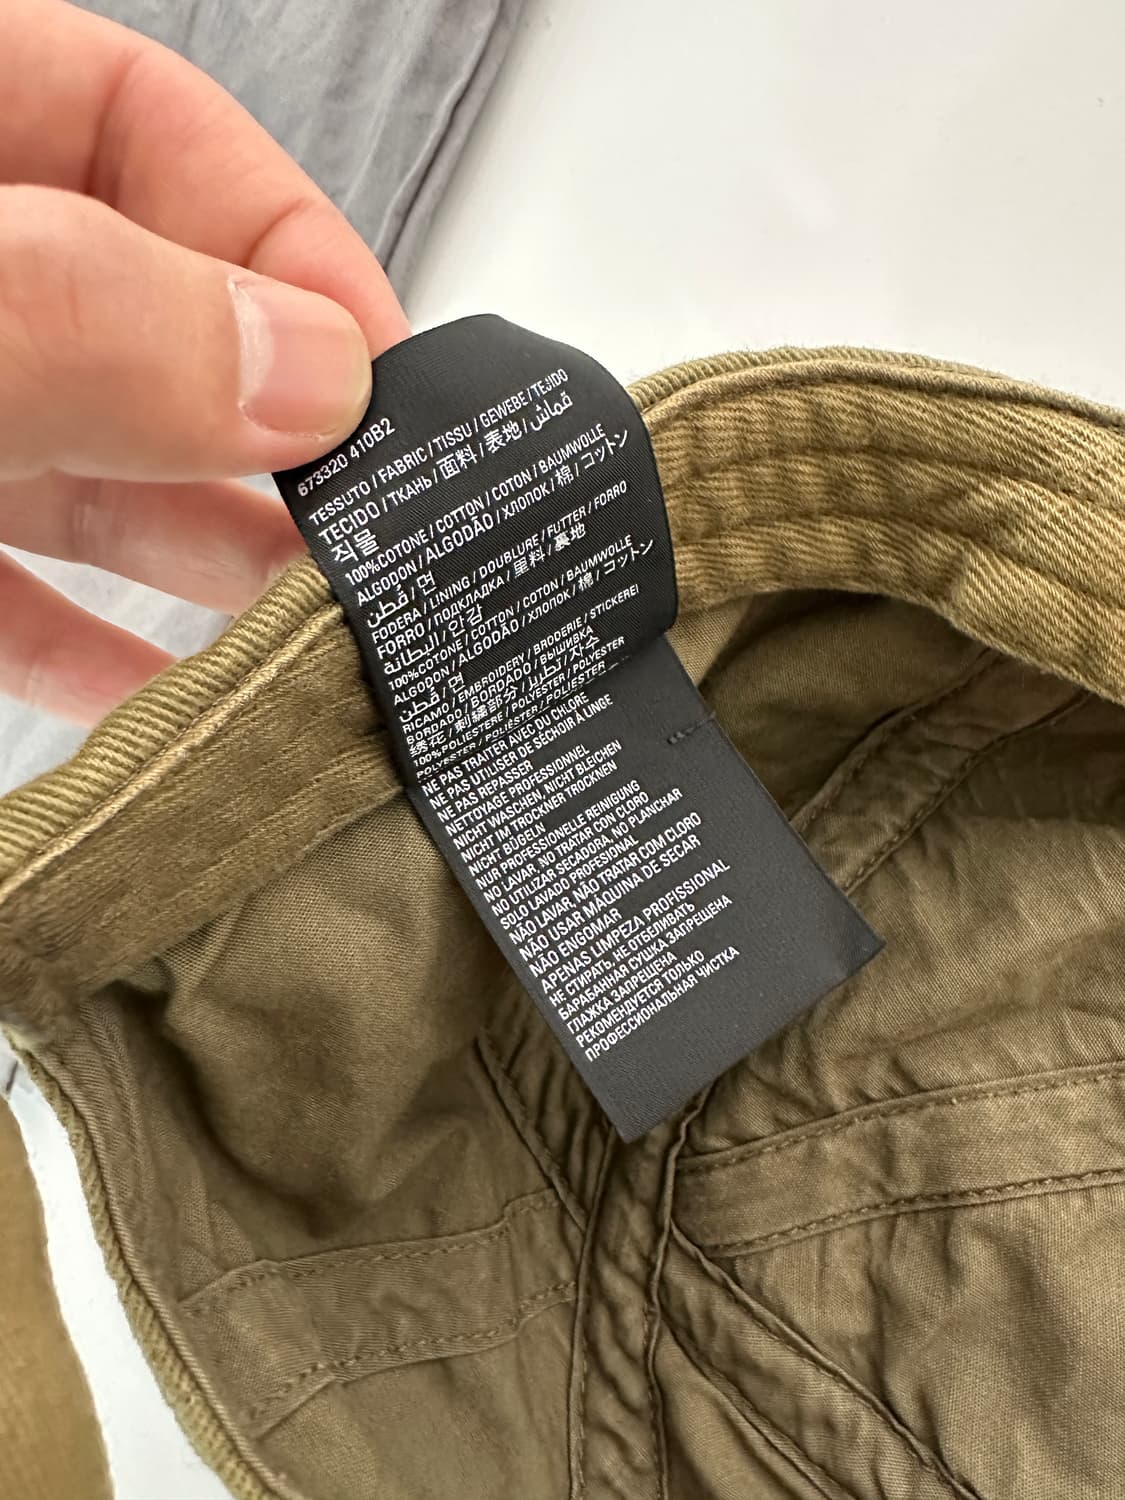 673320 410B2
TESSUTO / FABRIC / TISSU / GEWEBE / TEJIDO
TECIDO / ТКАНЬ / 面料 / 表地 / قماش
직물
100%COTONE / COTTON / COTON / BAUMWOLLE
ALGODON / ALGODÃO / ХЛОПОК / 棉 / コットン
قُطن / 면
FODERA / LINING / DOUBLURE / FUTTER / FORRO
FORRO / ПОДКЛАДКА / 里料 / 裏地
البطانة / 안감
100%COTONE / COTTON / COTON / BAUMWOLLE
ALGODON / ALGODÃO / ХЛОПОК / 棉 / コットン
قُطن / 면
RICAMO / EMBROIDERY / BRODERIE / STICKEREI
BORDADO / BORDADO / ВЫШИВКА
绣花 / 刺繍部分 / تطريز / 자수
100%POLIESTERE / POLYESTER / POLYESTER
POLYESTER / POLIÉSTER / POLIESTER
NE PAS TRAITER AVEC DU CHLORE
NE PAS UTILISER DE SÉCHOIR À LINGE
NE PAS REPASSER
NETTOYAGE PROFESSIONNEL
NICHT WASCHEN, NICHT BLEICHEN
NICHT IM TROCKNER TROCKNEN
NICHT BÜGELN
NUR PROFESSIONELLE REINIGUNG
NO LAVAR, NO TRATAR CON CLORO
NO UTILIZAR SECADORA, NO PLANCHAR
SOLO LAVADO PROFESIONAL
NÃO LAVAR, NÃO TRATAR COM CLORO
NÃO USAR MÁQUINA DE SECAR
NÃO ENGOMAR
APENAS LIMPEZA PROFISSIONAL
НЕ СТИРАТЬ, НЕ ОТБЕЛИВАТЬ
БАРАБАННАЯ СУШКА ЗАПРЕЩЕНА
ГЛАЖКА ЗАПРЕЩЕНА
РЕКОМЕНДУЕТСЯ ТОЛЬКО
ПРОФЕССИОНАЛЬНАЯ ЧИСТКА